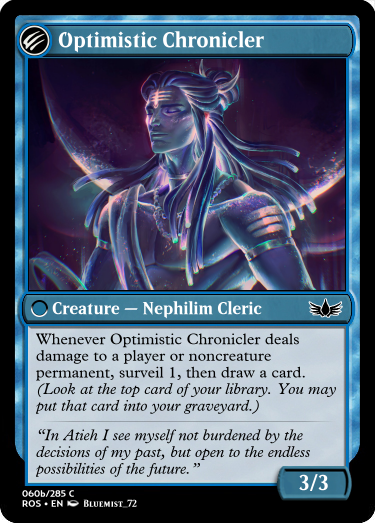 Optimistic Chronicler
Creature — Nephilim Cleric
Whenever Optimistic Chronicler deals
damage to a player or noncreature
permanent, surveil 1, then draw a card.
(Look at the top card of your library. You may
put that card into your graveyard.)
“In Atieh I see myself not burdened by the
decisions of my past, but open to the endless
possibilities of the future.”
3/3
060b/285 C
ROS • EN Bluemist_72